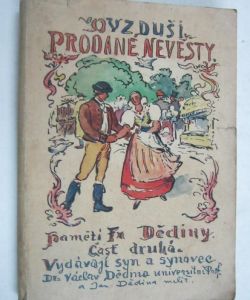 OVZDUŠÍ
PRODANÉ NEVĚSTY
Paměti Fr. Dědiny.
Část druhá.
Vydávají syn a synovec
Dr. Václav Dědina universitní Prof.
a Jan Dědina malíř.